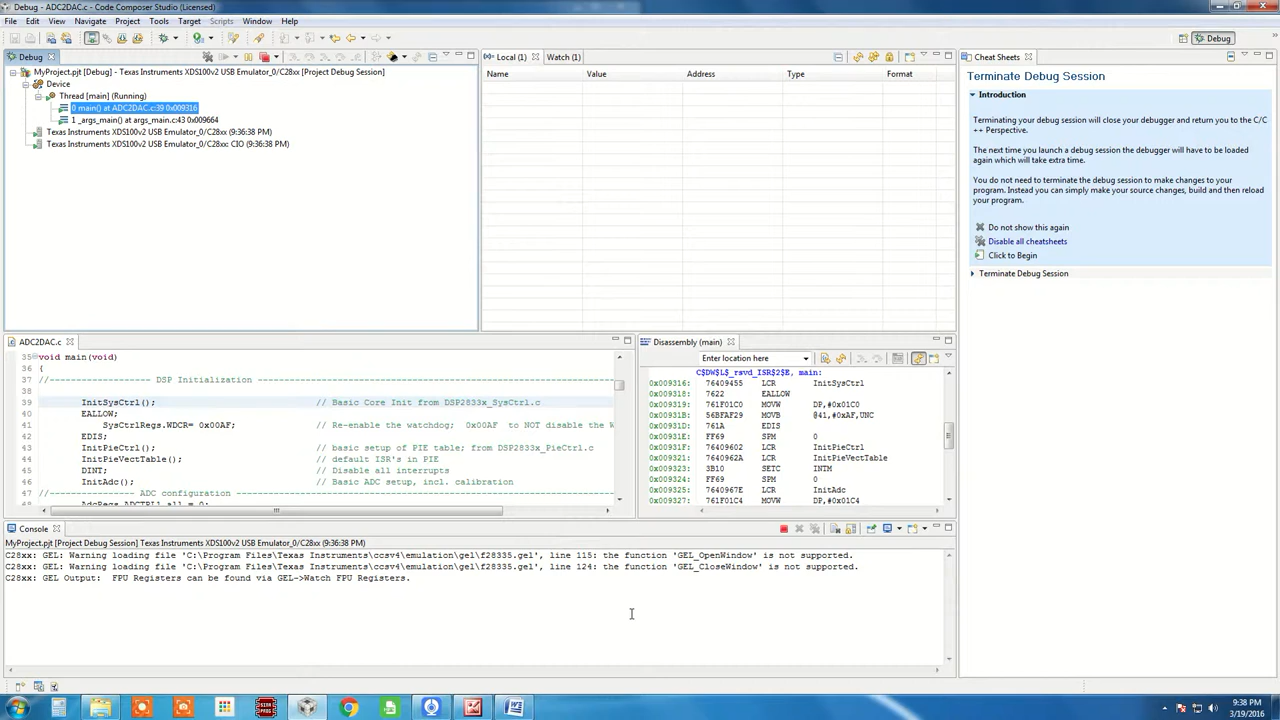 Debug - ADC2DAC.c - Code Composer Studio (Licensed)
File Edit View Navigate Project Tools Target Scripts Window Help
Debug
Debug
MyProject.pjt [Debug] - Texas Instruments XDS100v2 USB Emulator_0/C28xx [Project Debug Session]
Device
Thread [main] (Running)
0 main() at ADC2DAC.c:39 0x009316
1 _args_main() at args_main.c:43 0x009664
Texas Instruments XDS100v2 USB Emulator_0/C28xx (9:36:38 PM)
Texas Instruments XDS100v2 USB Emulator_0/C28xx: CIO (9:36:38 PM)
Local (1) Watch (1)
Name Value Address Type Format
Cheat Sheets
Terminate Debug Session
Introduction
Terminating your debug session will close your debugger and return you to the C/C
++ Perspective.
The next time you launch a debug session the debugger will have to be loaded
again which will take extra time.
You do not need to terminate the debug session to make changes to your
program. Instead you can simply make your source changes, build and then reload
your program.
Do not show this again
Disable all cheatsheets
Click to Begin
Terminate Debug Session
ADC2DAC.c
35 void main(void)
36 {
37 //------------------ DSP Initialization ------------------------------------------------------
38
39 InitSysCtrl(); // Basic Core Init from DSP2833x_SysCtrl.c
40 EALLOW;
41 SysCtrlRegs.WDCR= 0x00AF; // Re-enable the watchdog; 0x00AF to NOT disable the W
42 EDIS;
43 InitPieCtrl(); // basic setup of PIE table; from DSP2833x_PieCtrl.c
44 InitPieVectTable(); // default ISR's in PIE
45 DINT; // Disable all interrupts
46 InitAdc(); // Basic ADC setup, incl. calibration
47 //-------------------- ADC configuration -------------------
48 AdcRegs.ADCTRL1.all = 0;
Disassembly (main)
Enter location here
C$DW$L$_rsvd_ISR$2$E, main:
0x009316: 76409455 LCR InitSysCtrl
0x009318: 7622 EALLOW
0x009319: 761F01C0 MOVW DP,#0x01C0
0x00931B: 56BFAF29 MOVB @41,#0xAF,UNC
0x00931D: 761A EDIS
0x00931E: FF69 SPM 0
0x00931F: 76409602 LCR InitPieCtrl
0x009321: 7640962A LCR InitPieVectTable
0x009323: 3B10 SETC INTM
0x009324: FF69 SPM 0
0x009325: 7640967E LCR InitAdc
0x009327: 761F01C4 MOVW DP,#0x01C4
Console
MyProject.pjt [Project Debug Session] Texas Instruments XDS100v2 USB Emulator_0/C28xx (9:36:38 PM)
C28xx: GEL: Warning loading file 'C:\Program Files\Texas Instruments\ccsv4\emulation\gel\f28335.gel', line 115: the function 'GEL_OpenWindow' is not supported.
C28xx: GEL: Warning loading file 'C:\Program Files\Texas Instruments\ccsv4\emulation\gel\f28335.gel', line 124: the function 'GEL_CloseWindow' is not supported.
C28xx: GEL Output: FPU Registers can be found via GEL->Watch FPU Registers.
9:38 PM
3/19/2016